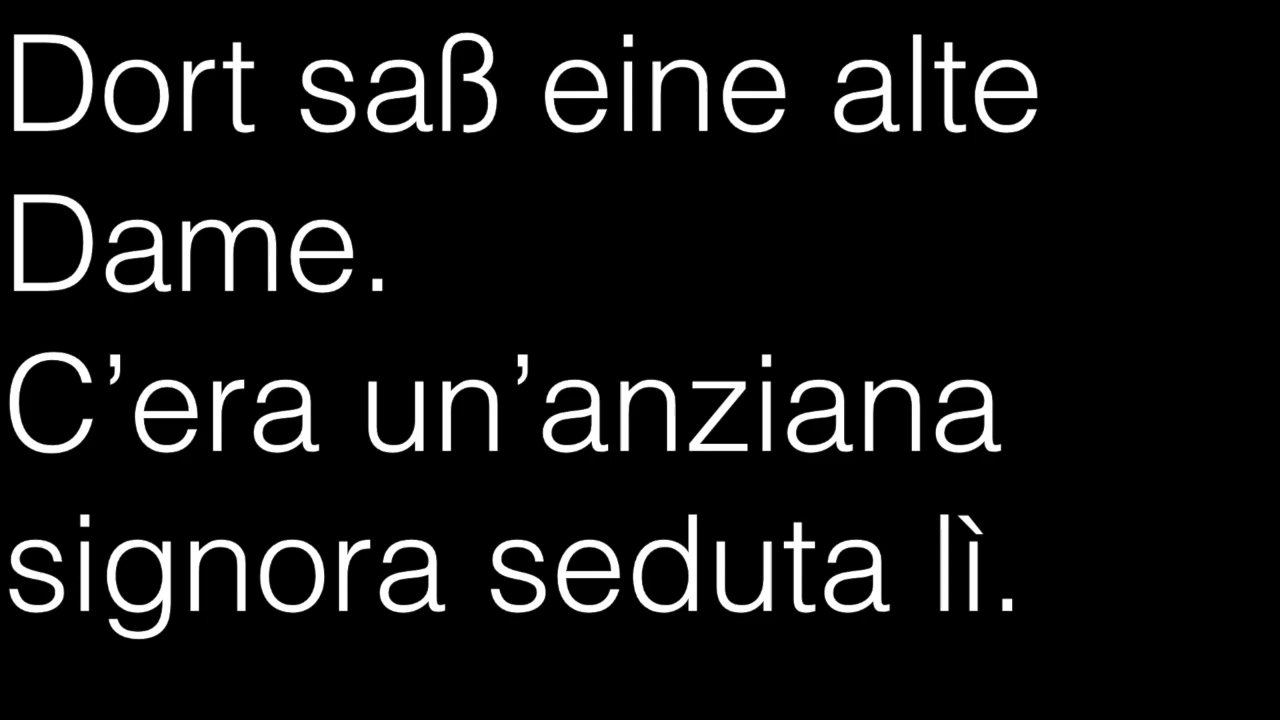 Dort saß eine alte
Dame.
C’era un’anziana
signora seduta lì.